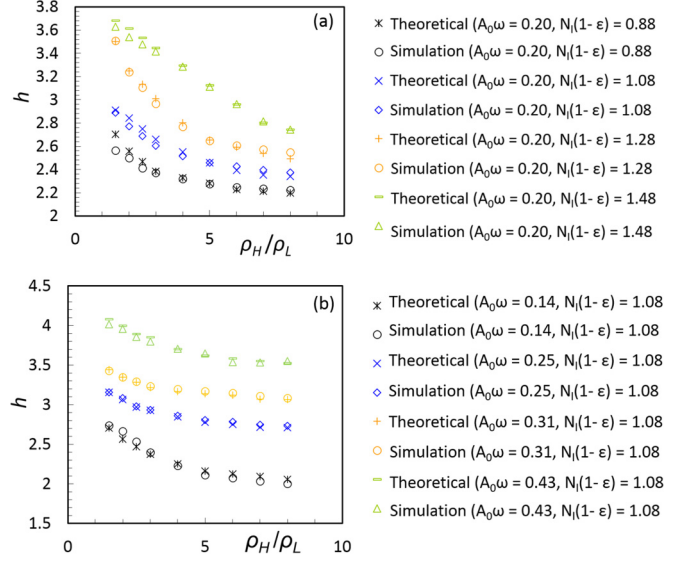 (a)
3.8
3.6
3.4
3.2
3
2.8
2.6
2.4
2.2
2
h
0
5
10
ρ_H/ρ_L
Theoretical (A₀ω = 0.20, Nₗ(1- ε) = 0.88
Simulation (A₀ω = 0.20, Nₗ(1- ε) = 0.88
Theoretical (A₀ω = 0.20, Nₗ(1- ε) = 1.08
Simulation (A₀ω = 0.20, Nₗ(1- ε) = 1.08
Theoretical (A₀ω = 0.20, Nₗ(1- ε) = 1.28
Simulation (A₀ω = 0.20, Nₗ(1- ε) = 1.28
Theoretical (A₀ω = 0.20, Nₗ(1- ε) = 1.48
Simulation (A₀ω = 0.20, Nₗ(1- ε) = 1.48
(b)
4.5
4
3.5
3
2.5
2
1.5
h
0
5
10
ρ_H/ρ_L
Theoretical (A₀ω = 0.14, Nₗ(1- ε) = 1.08
Simulation (A₀ω = 0.14, Nₗ(1- ε) = 1.08
Theoretical (A₀ω = 0.25, Nₗ(1- ε) = 1.08
Simulation (A₀ω = 0.25, Nₗ(1- ε) = 1.08
Theoretical (A₀ω = 0.31, Nₗ(1- ε) = 1.08
Simulation (A₀ω = 0.31, Nₗ(1- ε) = 1.08
Theoretical (A₀ω = 0.43, Nₗ(1- ε) = 1.08
Simulation (A₀ω = 0.43, Nₗ(1- ε) = 1.08